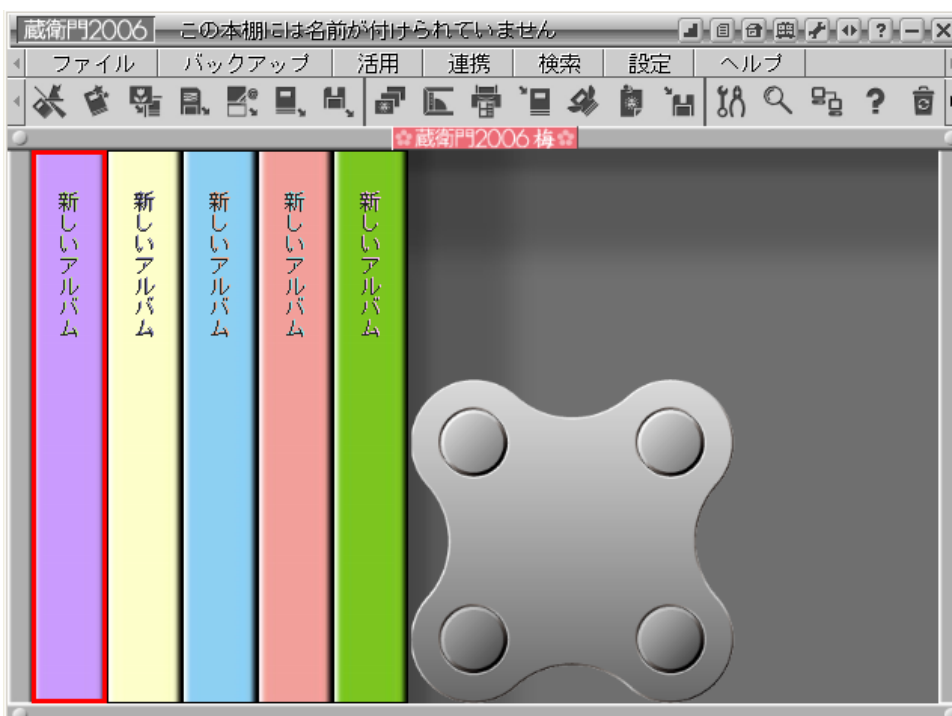 蔵衛門2006 この本棚には名前が付けられていません
ファイル バックアップ 活用 連携 検索 設定 ヘルプ
蔵衛門2006 梅
新しいアルバム
新しいアルバム
新しいアルバム
新しいアルバム
新しいアルバム